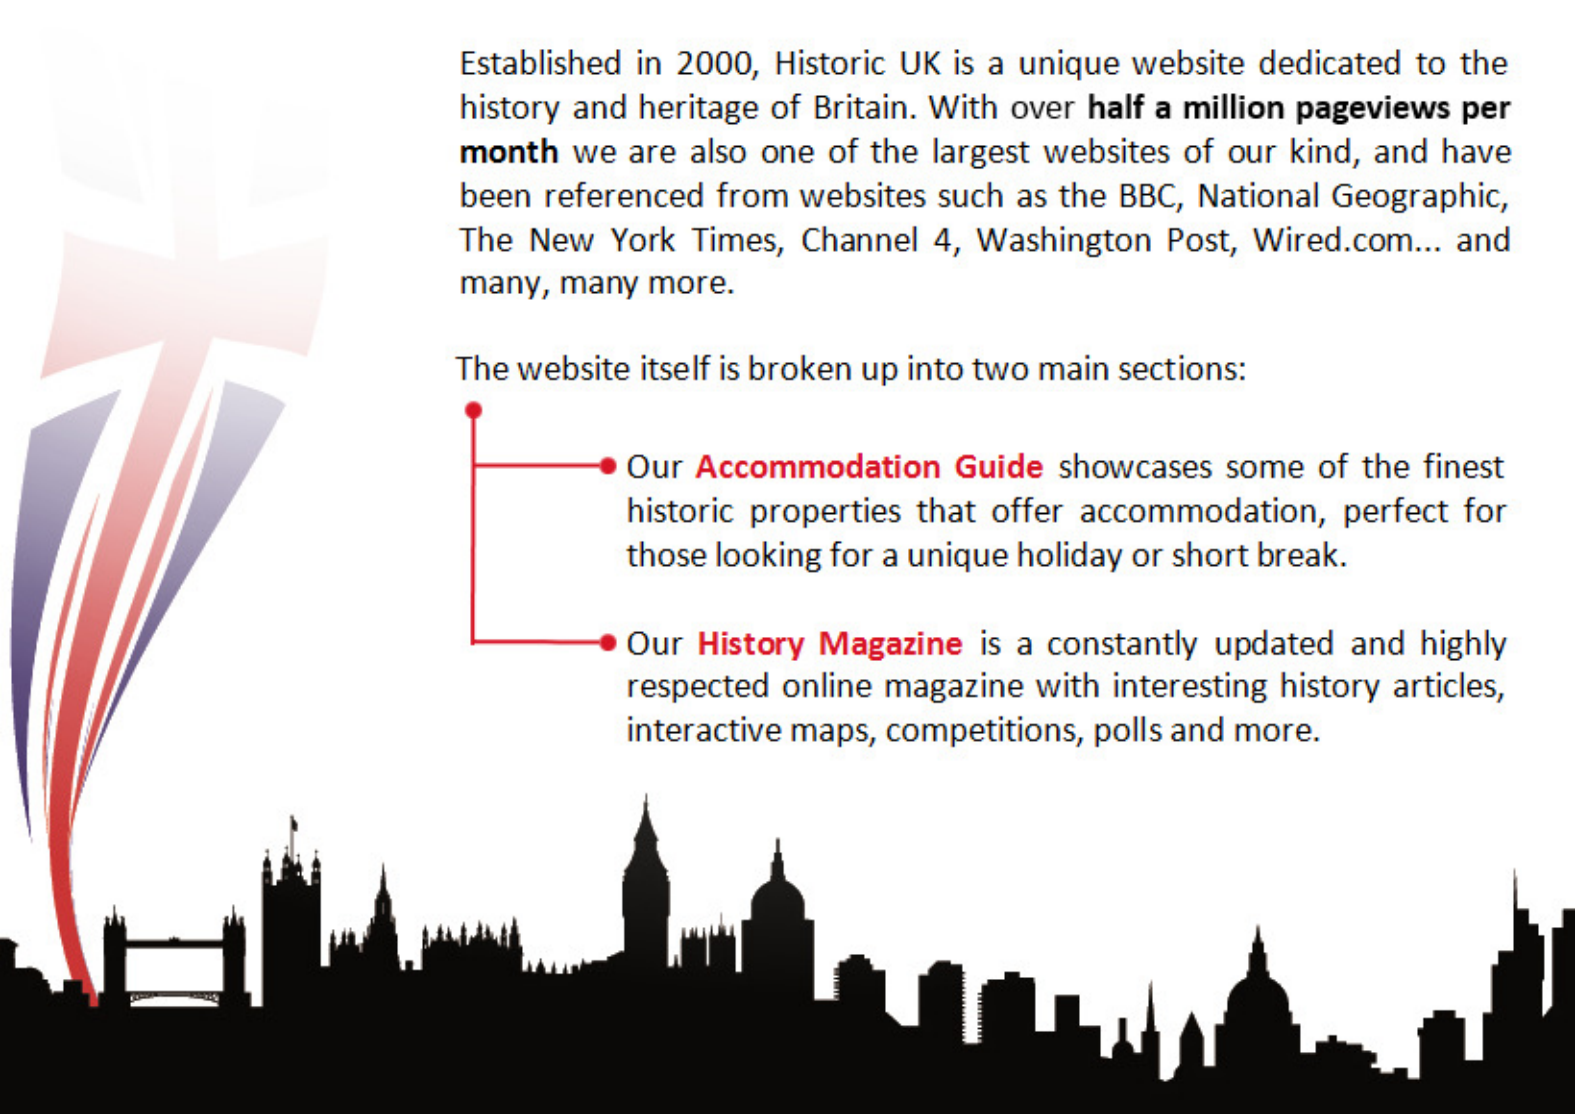 Established in 2000, Historic UK is a unique website dedicated to the
history and heritage of Britain. With over half a million pageviews per
month we are also one of the largest websites of our kind, and have
been referenced from websites such as the BBC, National Geographic,
The New York Times, Channel 4, Washington Post, Wired.com... and
many, many more.
The website itself is broken up into two main sections:
Our Accommodation Guide showcases some of the finest
historic properties that offer accommodation, perfect for
those looking for a unique holiday or short break.
Our History Magazine is a constantly updated and highly
respected online magazine with interesting history articles,
interactive maps, competitions, polls and more.